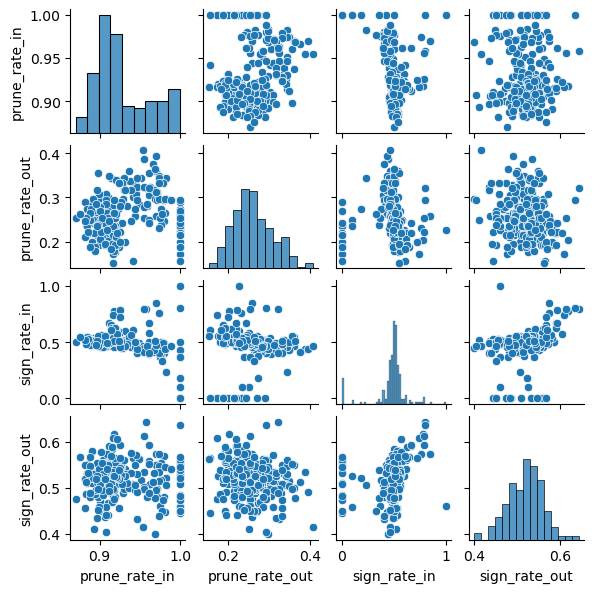 prune_rate_in
1.00
0.95
0.90
prune_rate_out
0.4
0.3
0.2
sign_rate_in
1.0
0.5
0.0
sign_rate_out
0.6
0.5
0.4
0.9 1.0 0.2 0.4 0 1 0.4 0.6
prune_rate_in prune_rate_out sign_rate_in sign_rate_out